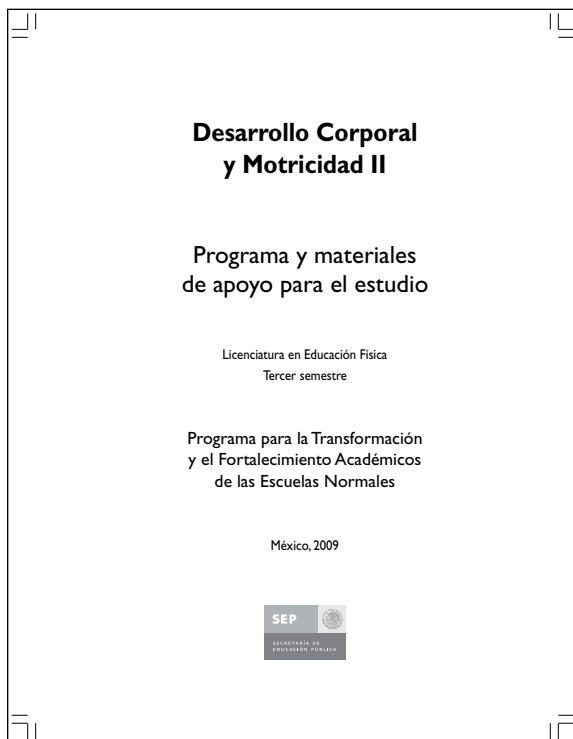 Desarrollo Corporal
y Motricidad II
Programa y materiales
de apoyo para el estudio
Licenciatura en Educación Física
Tercer semestre
Programa para la Transformación
y el Fortalecimiento Académicos
de las Escuelas Normales
México, 2009
SEP
SECRETARÍA DE
EDUCACIÓN PÚBLICA